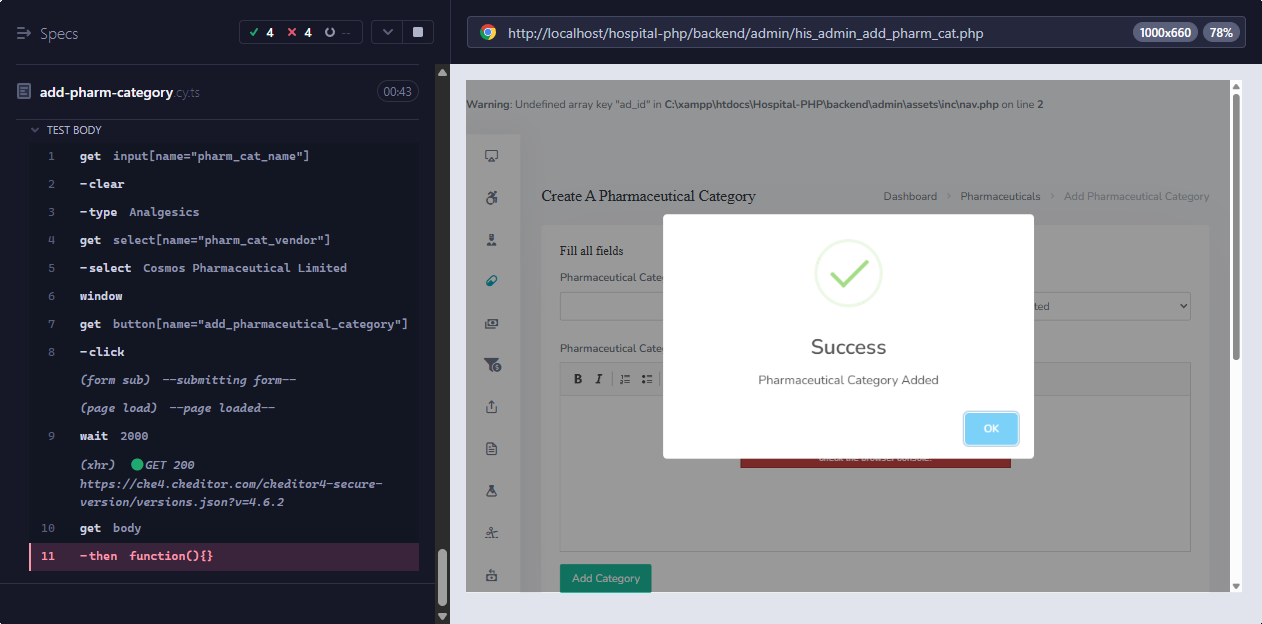 Specs
4 4 --
add-pharm-category.cy.ts 00:43
TEST BODY
1 get input[name="pharm_cat_name"]
2 -clear
3 -type Analgesics
4 get select[name="pharm_cat_vendor"]
5 -select Cosmos Pharmaceutical Limited
6 window
7 get button[name="add_pharmaceutical_category"]
8 -click
(form sub) --submitting form--
(page load) --page loaded--
9 wait 2000
(xhr) GET 200
https://cke4.ckeditor.com/ckeditor4-secure-
version/versions.json?v=4.6.2
10 get body
11 -then function(){}
http://localhost/hospital-php/backend/admin/his_admin_add_pharm_cat.php 1000x660 78%
Warning: Undefined array key "ad_id" in C:\xampp\htdocs\Hospital-PHP\backend\admin\assets\inc\nav.php on line 2
Create A Pharmaceutical Category
Dashboard > Pharmaceuticals > Add Pharmaceutical Category
Fill all fields
Pharmaceutical Cate
ted
Pharmaceutical Cate
B I
Success
Pharmaceutical Category Added
OK
check the browser console.
Add Category